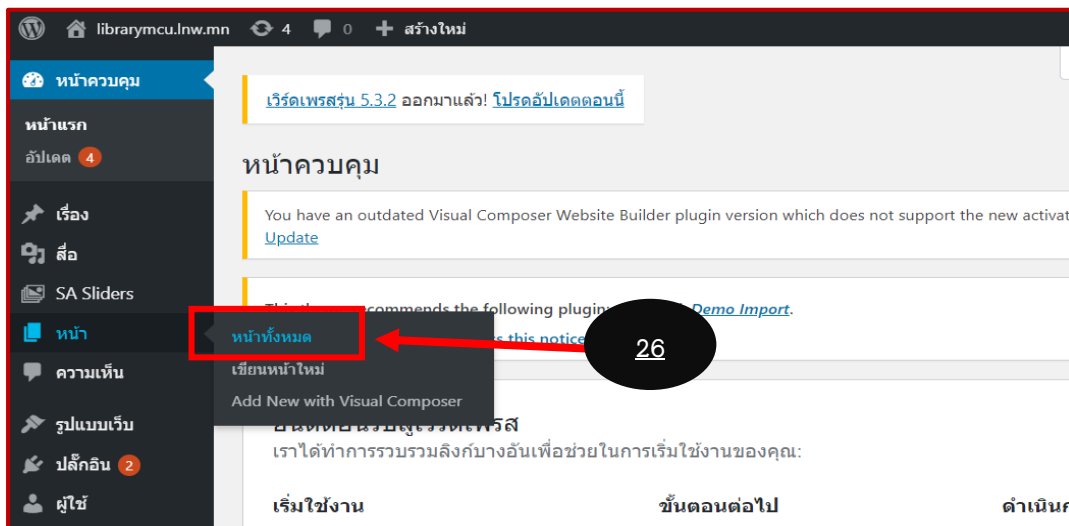 librarymcu.lnw.mn 4 0 + สร้างใหม่
หน้าควบคุม
หน้าแรก
อัปเดต 4
เรื่อง
สื่อ
SA Sliders
หน้า
ความเห็น
รูปแบบเว็บ
ปลั๊กอิน 2
ผู้ใช้
หน้าทั้งหมด
เขียนหน้าใหม่
Add New with Visual Composer
เวิร์ดเพรสรุ่น 5.3.2 ออกมาแล้ว! โปรดอัปเดตตอนนี้
หน้าควบคุม
You have an outdated Visual Composer Website Builder plugin version which does not support the new activat
Update
commends the following plugin
Demo Import.
this notice
26
เราได้ทำการรวบรวมลิงก์บางอันเพื่อช่วยในการเริ่มใช้งานของคุณ:
เริ่มใช้งาน
ขั้นตอนต่อไป